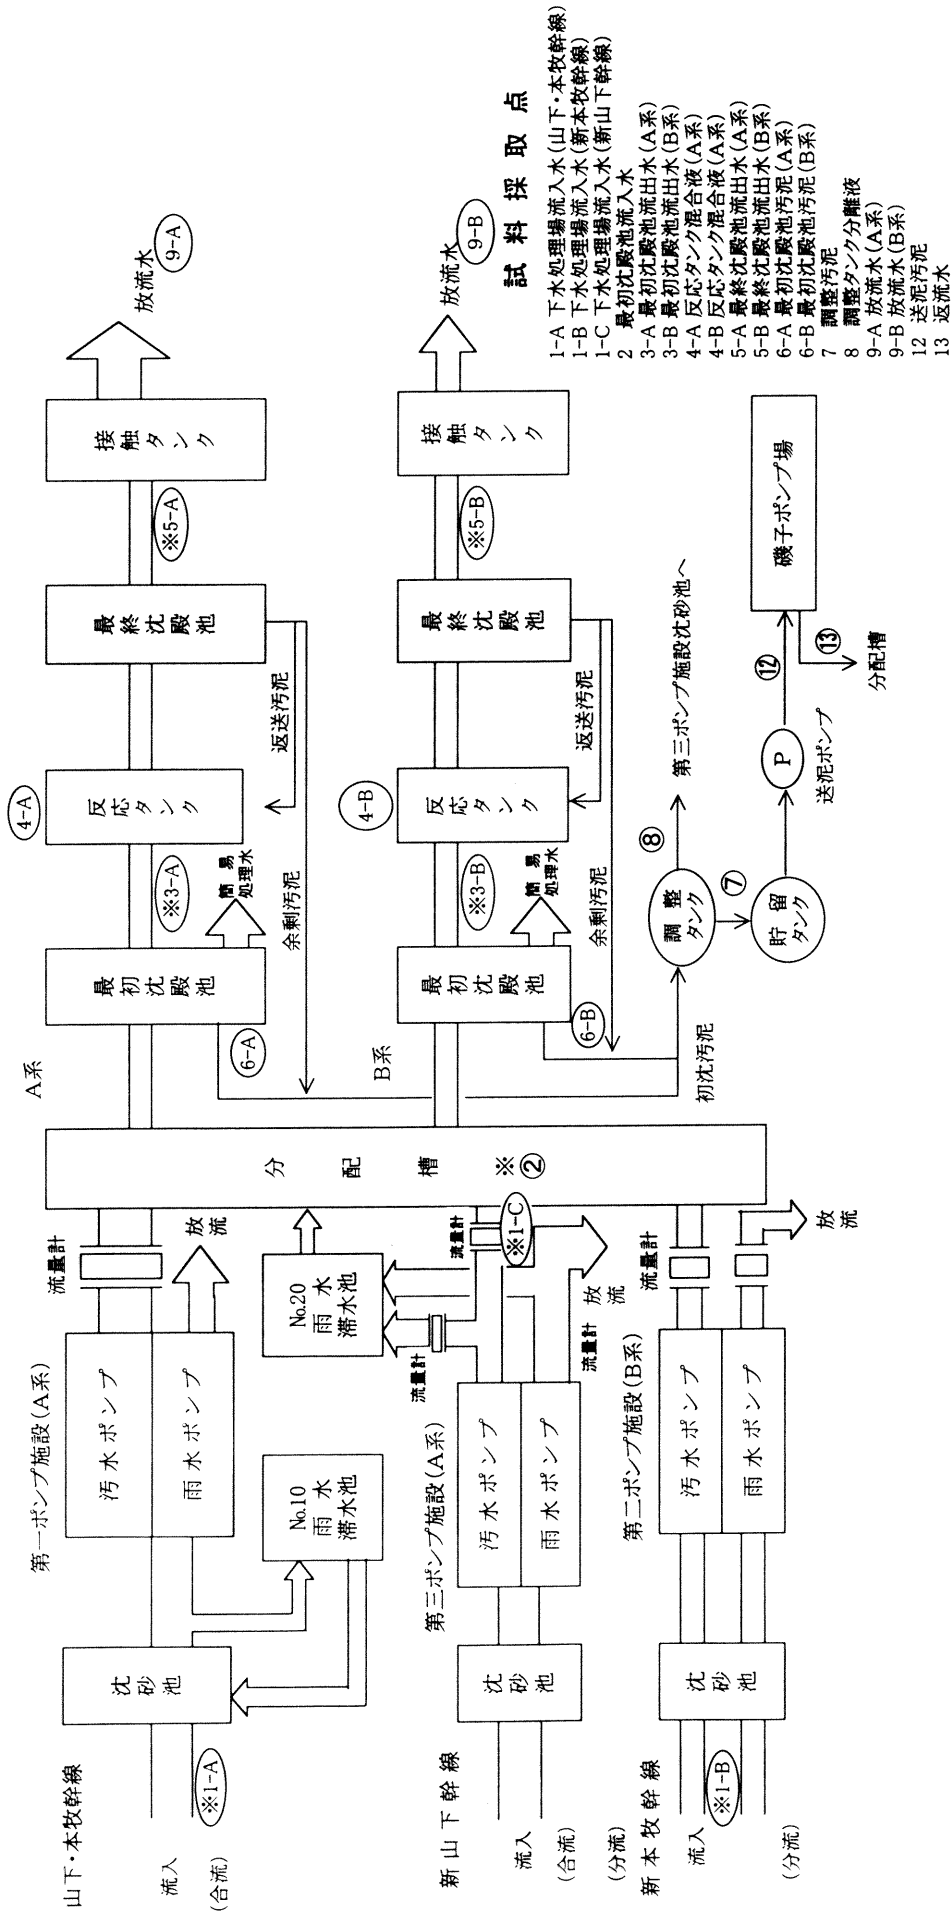 山下・本牧幹線
流入
(合流)
※1-A
沈砂池
第一ポンプ施設(A系)
汚水ポンプ
雨水ポンプ
No.10
雨水
滞水池
流量計
放流
No.20
雨水
滞水池
新山下幹線
流入
(合流)
沈砂池
第三ポンプ施設(A系)
汚水ポンプ
雨水ポンプ
流量計
流量計
※1-C
流量計
放流
(分流)
新本牧幹線
流入
※1-B
(分流)
沈砂池
第二ポンプ施設(B系)
汚水ポンプ
雨水ポンプ
流量計
放流
分配槽 ※②
A系
最初沈殿池
6-A
※3-A
簡易
処理水
4-A
反応タンク
返送汚泥
余剰汚泥
最終沈殿池
※5-A
接触タンク
放流水
9-A
B系
最初沈殿池
6-B
※3-B
簡易
処理水
4-B
反応タンク
返送汚泥
余剰汚泥
最終沈殿池
※5-B
接触タンク
放流水
9-B
初沈汚泥
調整
タンク
⑧
第三ポンプ施設沈砂池へ
⑦
貯留
タンク
P
送泥ポンプ
⑫
磯子ポンプ場
⑬
分配槽
試料採取点
1-A 下水処理場流入水(山下・本牧幹線)
1-B 下水処理場流入水(新本牧幹線)
1-C 下水処理場流入水(新山下幹線)
2 最初沈殿池流入水
3-A 最初沈殿池流出水(A系)
3-B 最初沈殿池流出水(B系)
4-A 反応タンク混合液(A系)
4-B 反応タンク混合液(A系)
5-A 最終沈殿池流出水(A系)
5-B 最終沈殿池流出水(B系)
6-A 最初沈殿池汚泥(A系)
6-B 最初沈殿池汚泥(B系)
7 調整汚泥
8 調整タンク分離液
9-A 放流水(A系)
9-B 放流水(B系)
12 送泥汚泥
13 返流水